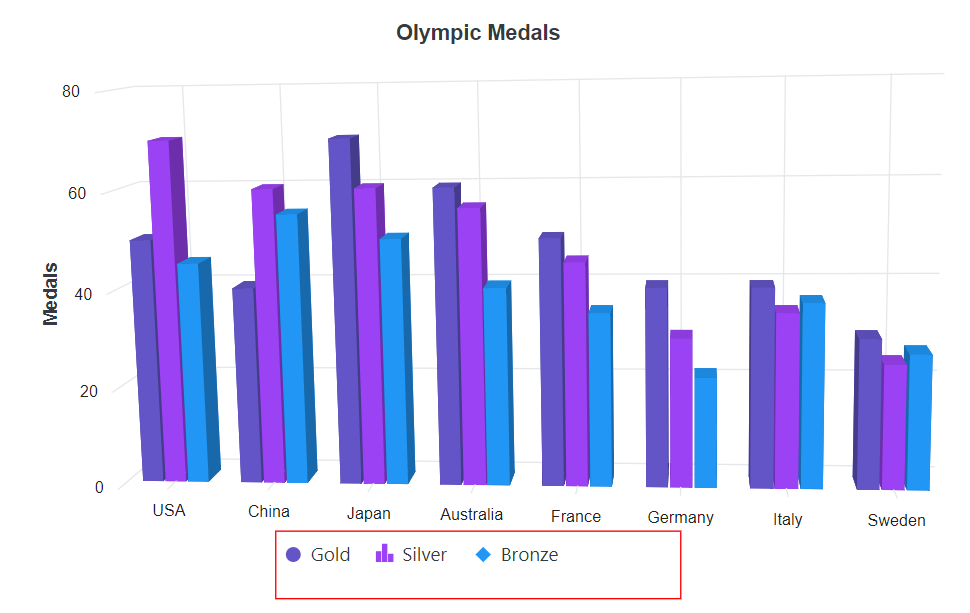 Olympic Medals
80
60
40
20
0
Medals
USA China Japan Australia France Germany Italy Sweden
Gold Silver Bronze